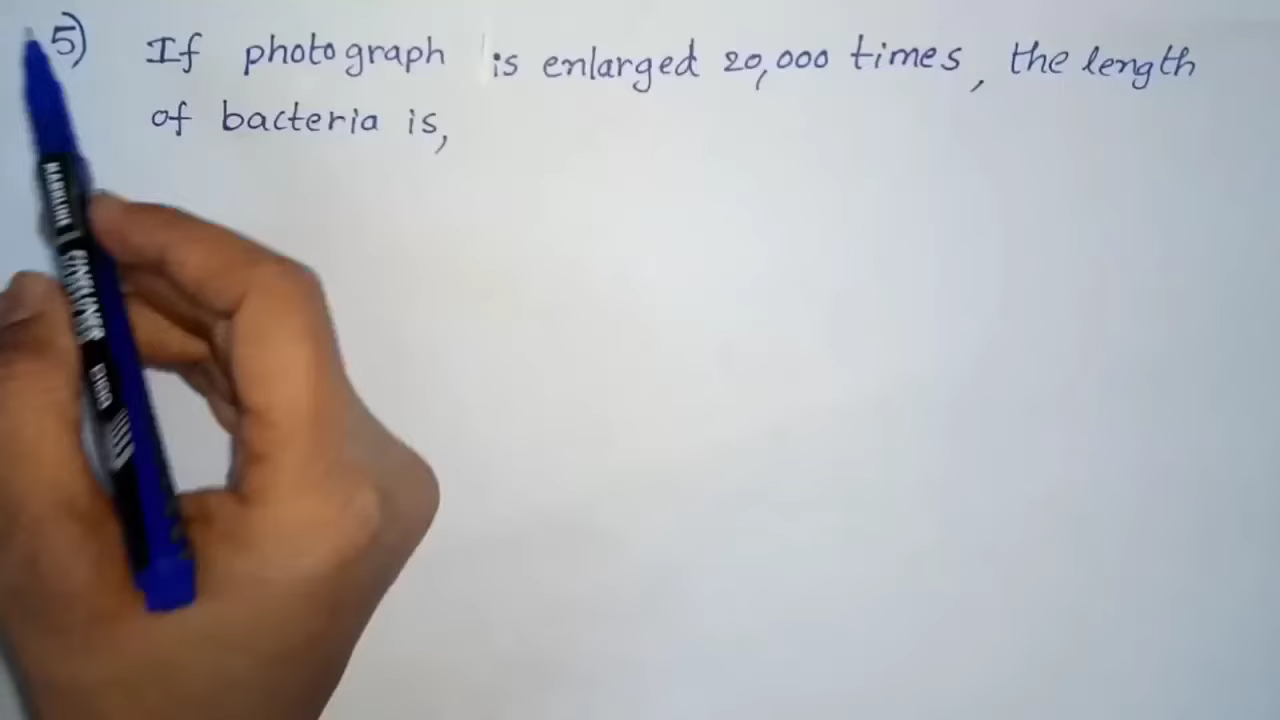 5) If photograph is enlarged 20,000 times, the length
of bacteria is,